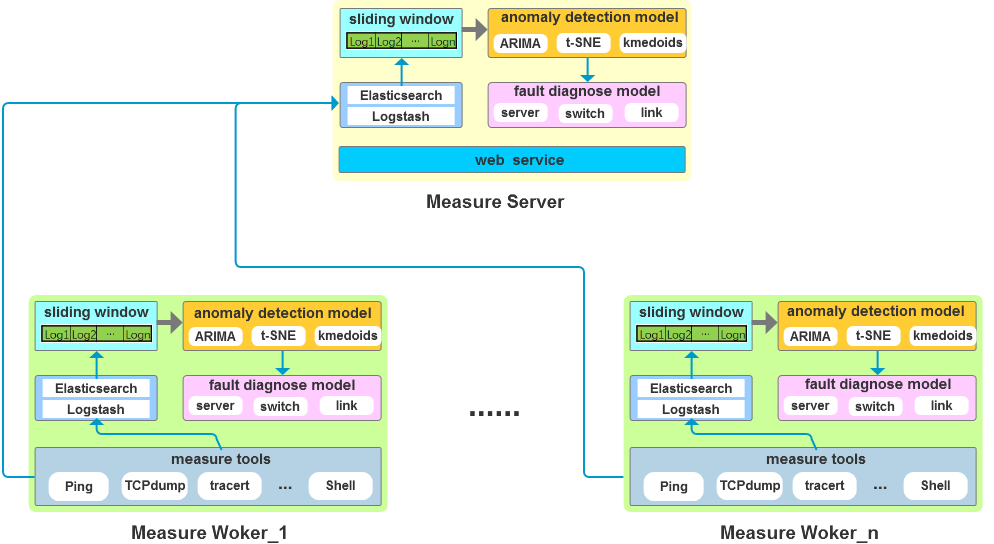 sliding window
Log1 Log2 ... Logn
anomaly detection model
ARIMA t-SNE kmedoids
Elasticsearch
Logstash
fault diagnose model
server switch link
web service
Measure Server
sliding window
Log1 Log2 ... Logn
anomaly detection model
ARIMA t-SNE kmedoids
Elasticsearch
Logstash
fault diagnose model
server switch link
measure tools
Ping TCPdump tracert ... Shell
Measure Woker_1
......
sliding window
Log1 Log2 ... Logn
anomaly detection model
ARIMA t-SNE kmedoids
Elasticsearch
Logstash
fault diagnose model
server switch link
measure tools
Ping TCPdump tracert ... Shell
Measure Woker_n